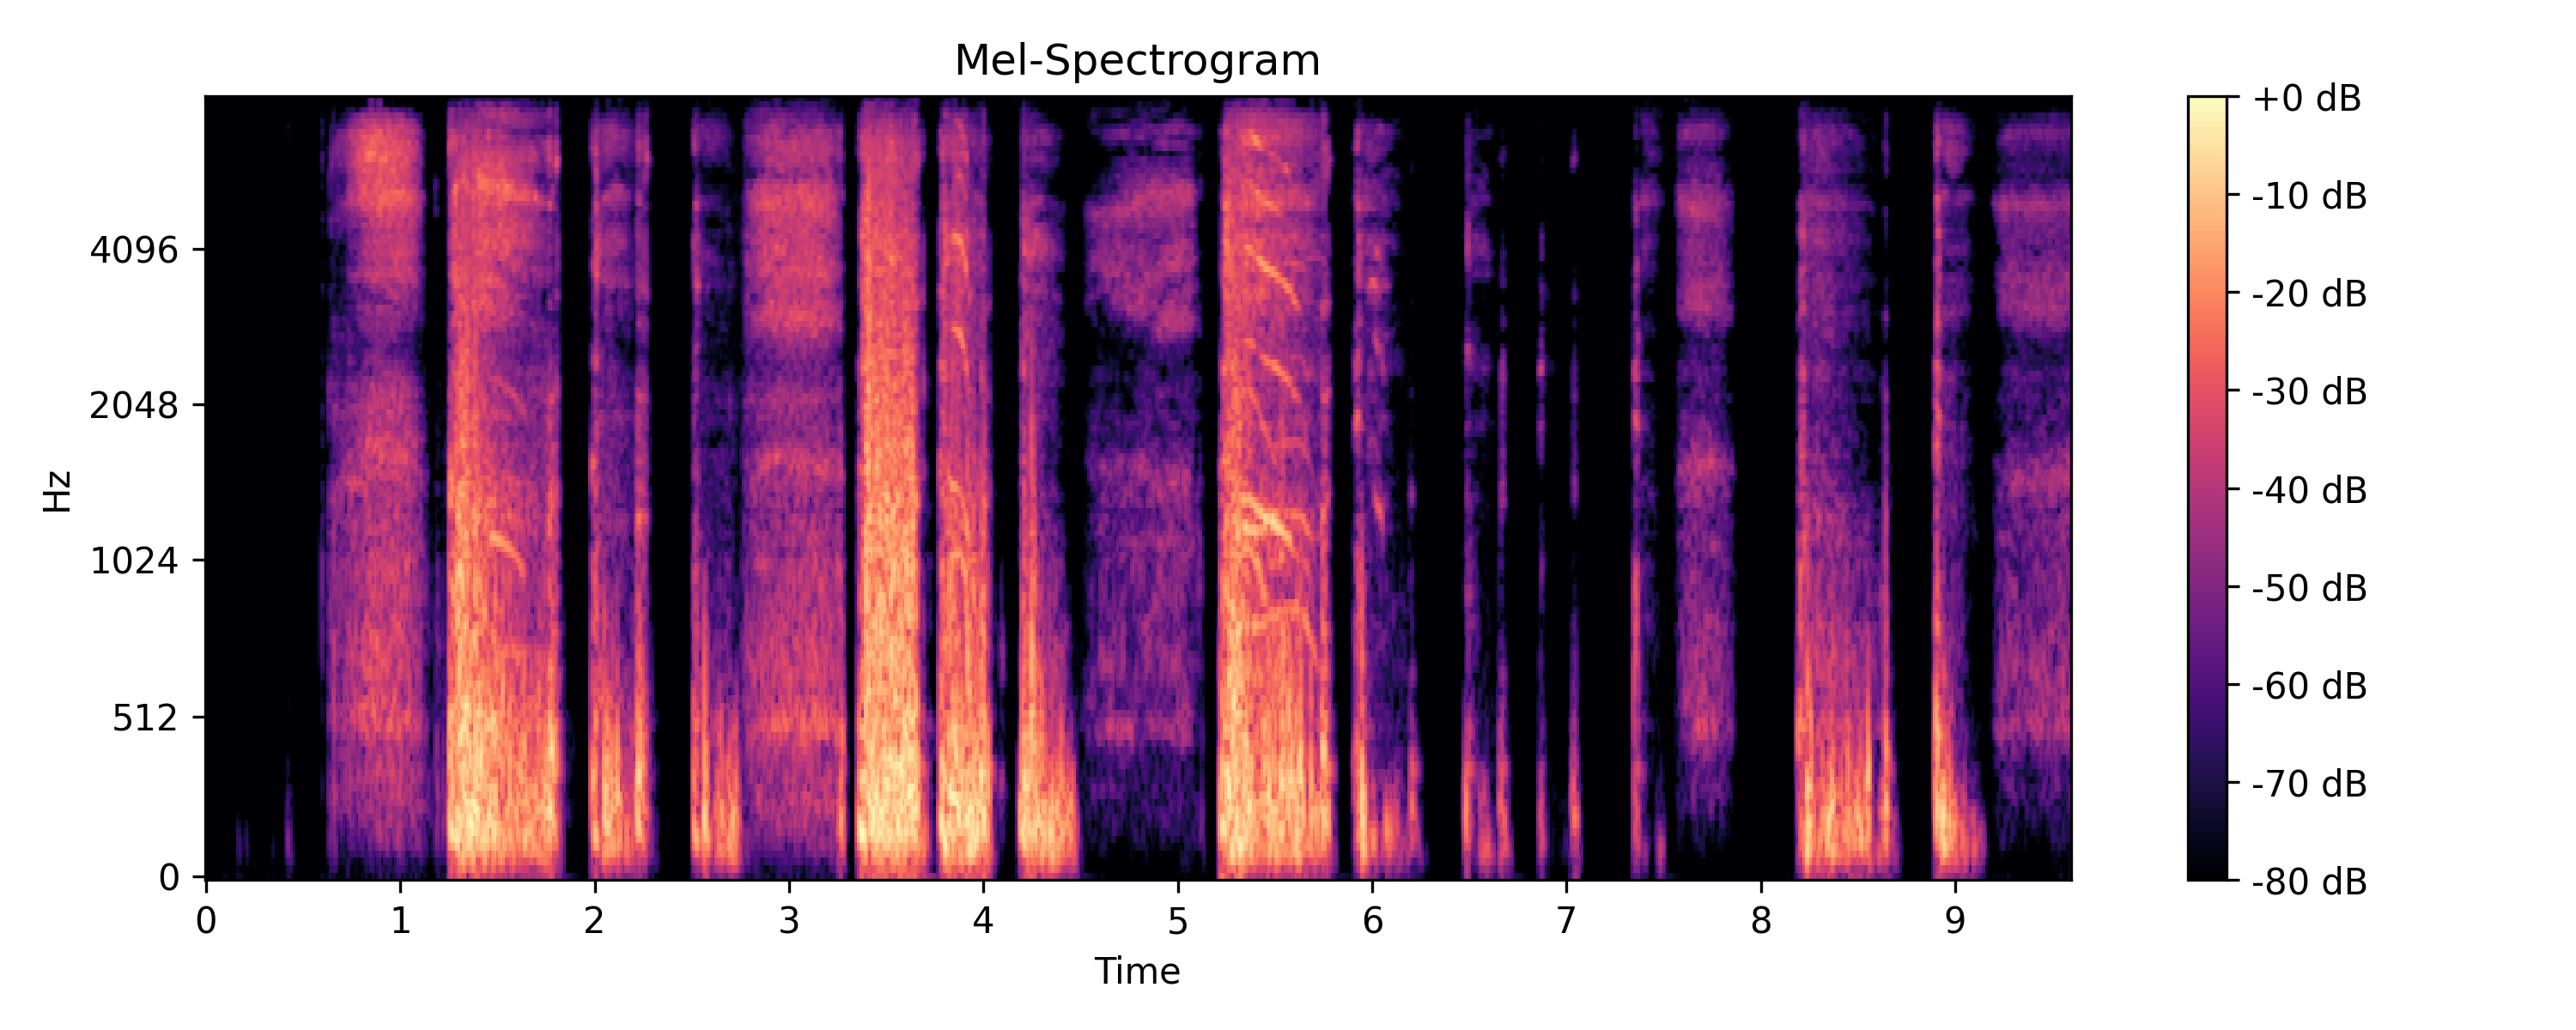 Mel-Spectrogram
+0 dB
-10 dB
-20 dB
-30 dB
-40 dB
-50 dB
-60 dB
-70 dB
-80 dB
Hz
4096
2048
1024
512
0
0 1 2 3 4 5 6 7 8 9
Time